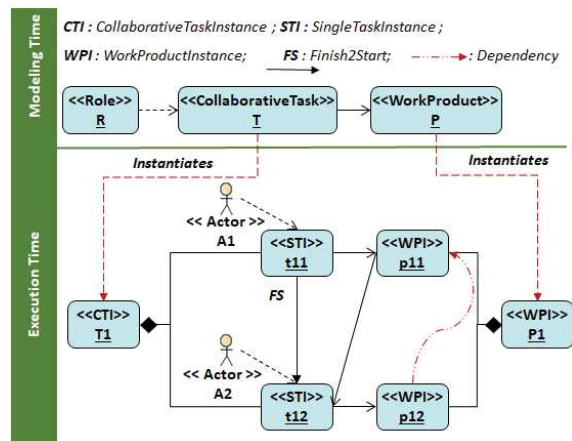 CTI : CollaborativeTaskInstance ; STI : SingleTaskInstance ;
WPI : WorkProductInstance; FS : Finish2Start; : Dependency
Modeling Time
<<Role>>
R
<<CollaborativeTask>>
T
<<WorkProduct>>
P
Instantiates
Instantiates
Execution Time
<< Actor >>
A1
<<STI>>
t11
<<WPI>>
p11
FS
<<CTI>>
T1
<<WPI>>
P1
<< Actor >>
A2
<<STI>>
t12
<<WPI>>
p12